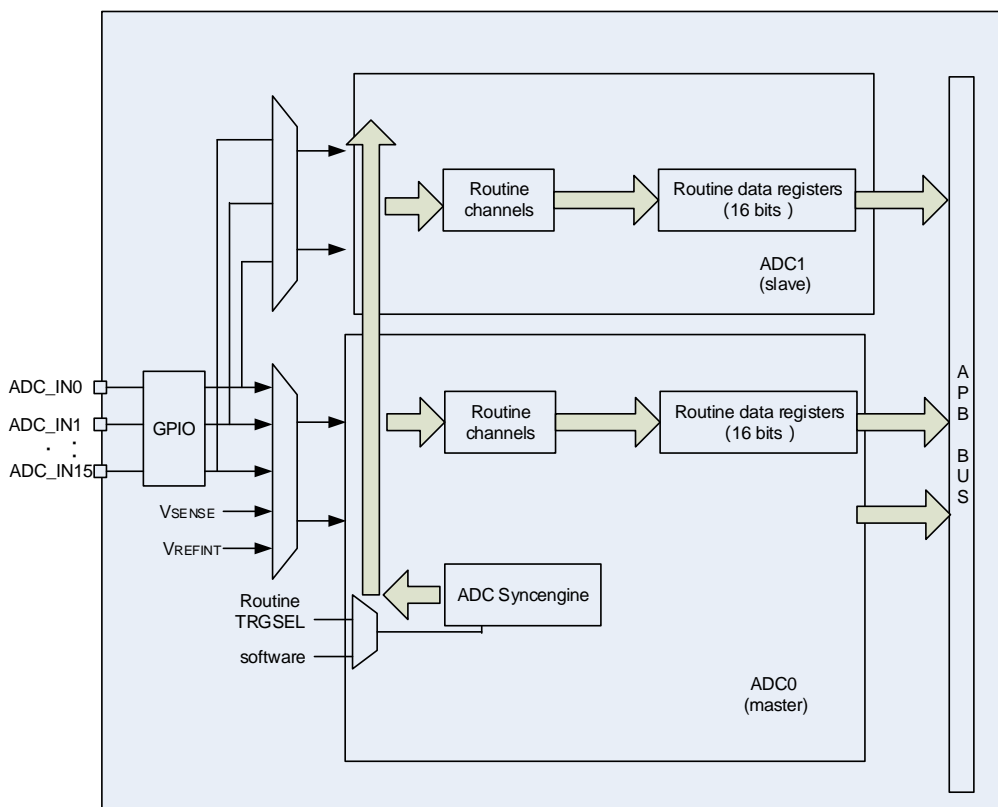 Routine
channels
Routine data registers
(16 bits )
ADC1
(slave)
ADC_IN0
ADC_IN1
. .
. :
ADC_IN15
GPIO
VSENSE
VREFINT
Routine
channels
Routine data registers
(16 bits )
Routine
TRGSEL
software
ADC Syncengine
ADC0
(master)
APB BUS